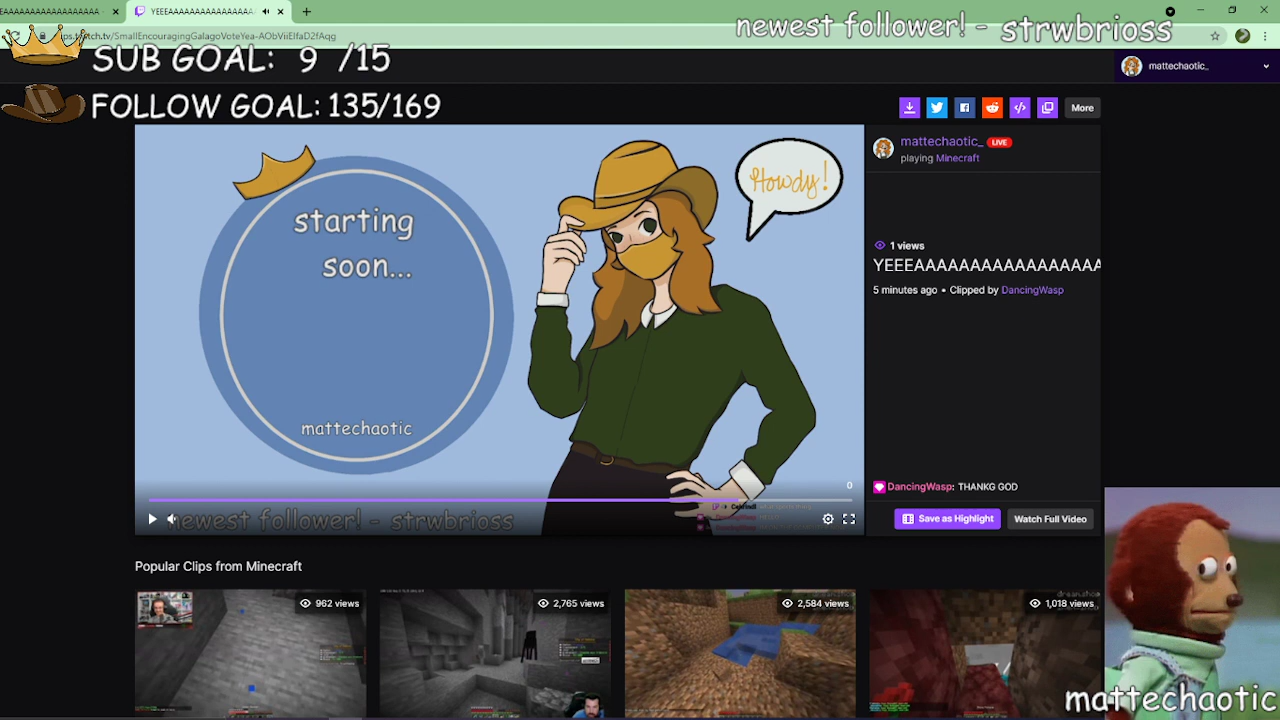 YEEEAAAAAAAAAAAAAAAAA
newest follower! - strwbrioss
SUB GOAL: 9 /15
mattechaotic_
FOLLOW GOAL: 135/169
More
mattechaotic_ LIVE
playing Minecraft
Howdy!
starting
soon...
mattechaotic
1 views
YEEEAAAAAAAAAAAAAAAA
5 minutes ago • Clipped by DancingWasp
0
DancingWasp: THANKG GOD
newest follower! - strwbrioss
Save as Highlight
Watch Full Video
Popular Clips from Minecraft
962 views
2,765 views
2,584 views
1,018 views
mattechaotic